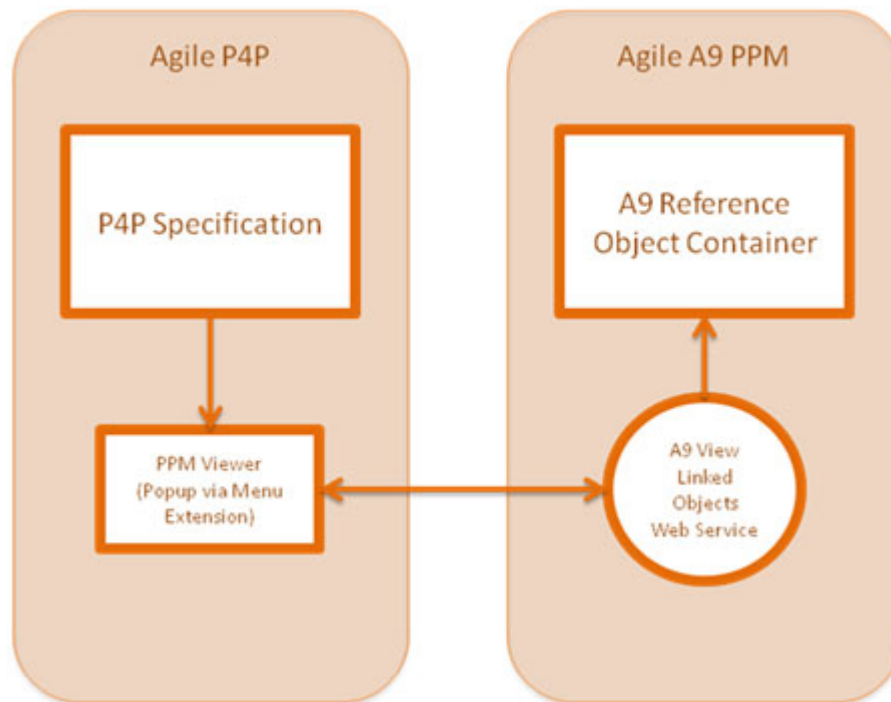 Agile P4P
P4P Specification
PPM Viewer
(Popup via Menu
Extension)
Agile A9 PPM
A9 Reference
Object Container
A9 View
Linked
Objects
Web Service